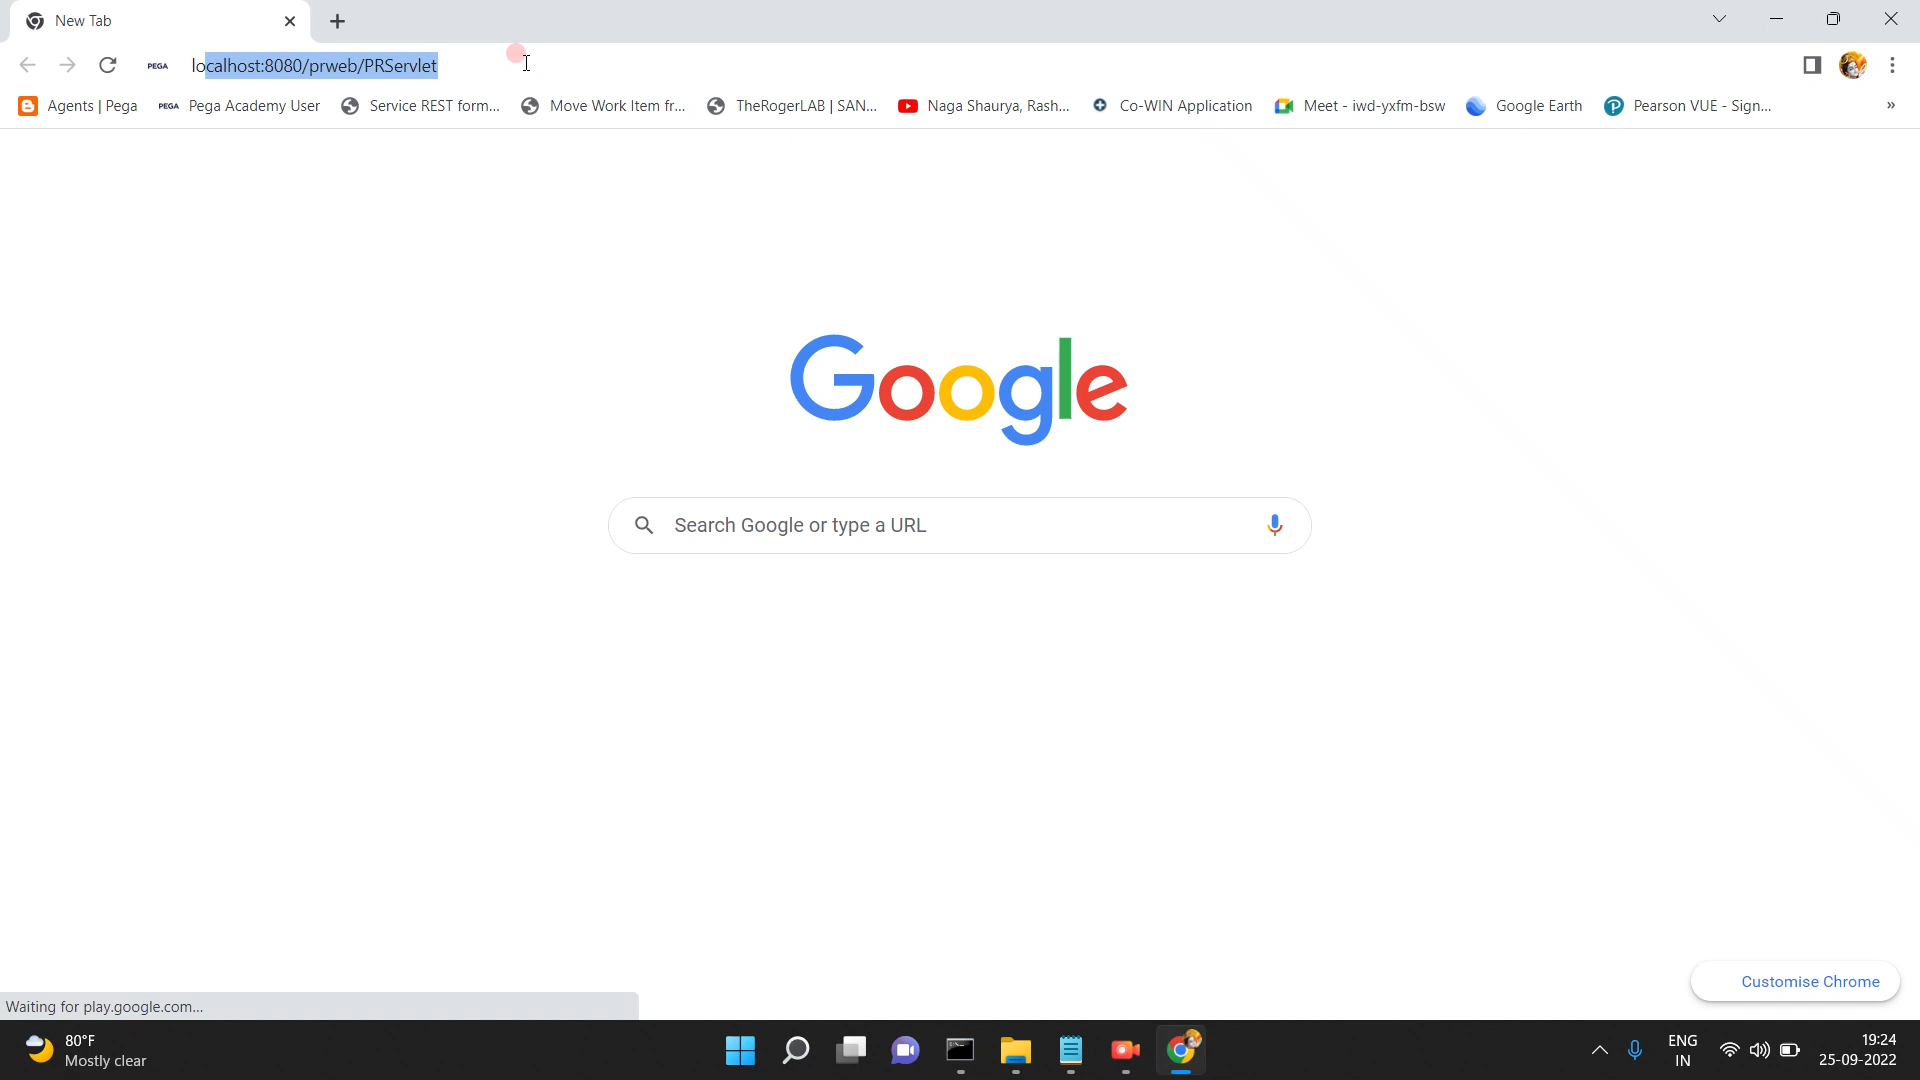 New Tab
PEGA localhost:8080/prweb/PRServlet
Agents | Pega PEGA Pega Academy User Service REST form... Move Work Item fr... TheRogerLAB | SAN... Naga Shaurya, Rash... Co-WIN Application Meet - iwd-yxfm-bsw Google Earth Pearson VUE - Sign... »
Google
Search Google or type a URL
Customise Chrome
Waiting for play.google.com...
80°F
Mostly clear
ENG
IN
19:24
25-09-2022